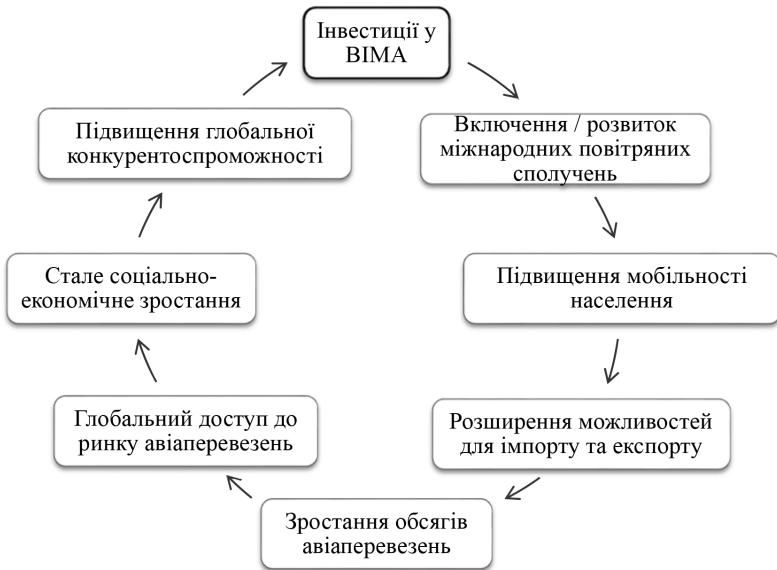 Інвестиції у
ВІМА
Включення / розвиток
міжнародних повітряних
сполучень
Підвищення мобільності
населення
Розширення можливостей
для імпорту та експорту
Зростання обсягів
авіаперевезень
Глобальний доступ до
ринку авіаперевезень
Стале соціально-
економічне зростання
Підвищення глобальної
конкурентоспроможності